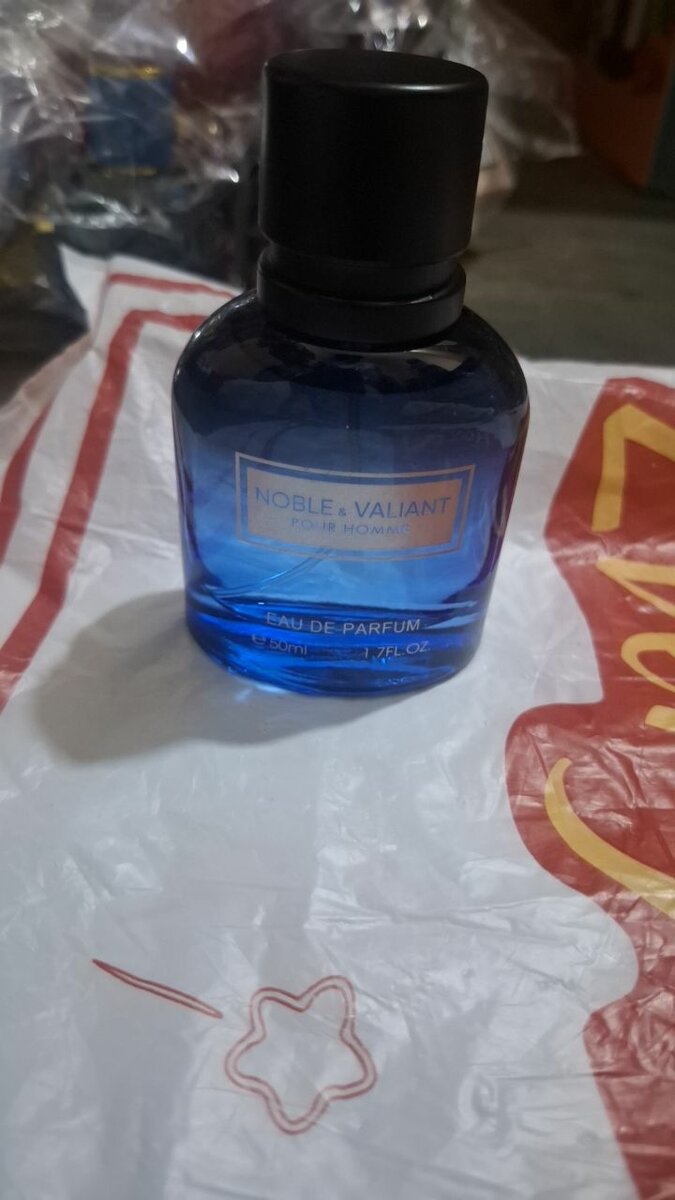 NOBLE & VALIANT
POUR HOMME
EAU DE PARFUM
e 50ml 1.7FL.OZ.